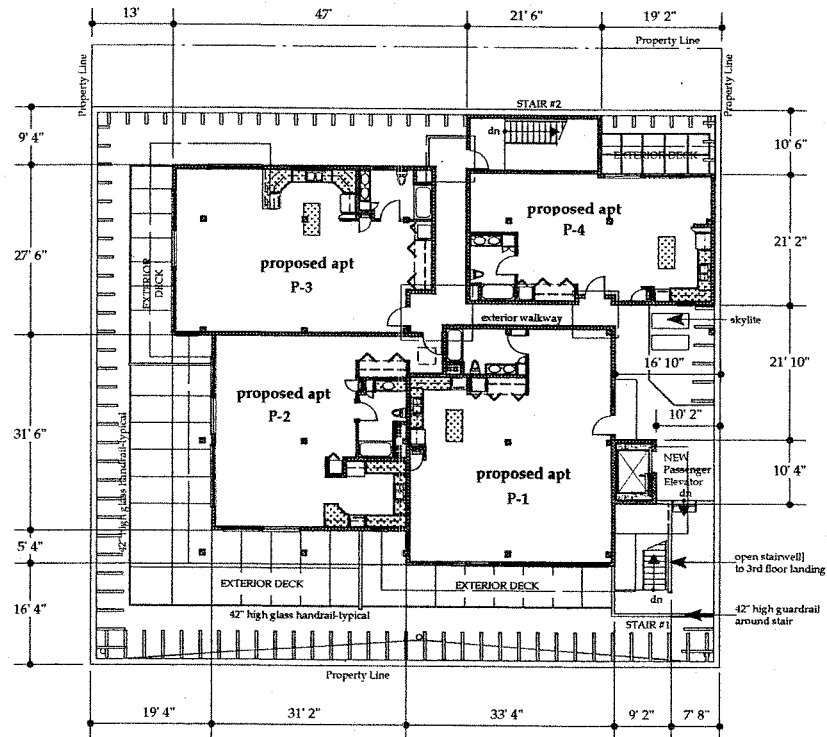 13'
47'
21' 6"
19' 2"
Property Line
Property Line
Property Line
STAIR #2
9' 4"
dn
EXTERIOR DECK
10' 6"
proposed apt
P-4
proposed apt
P-3
27' 6"
21' 2"
EXTERIOR
DECK
exterior walkway
skylite
16' 10"
21' 10"
proposed apt
P-2
10' 2"
31' 6"
42" high glass handrail-typical
proposed apt
P-1
NEW
Passenger
Elevator
dn
10' 4"
5' 4"
open stairwell]
to 3rd floor landing
EXTERIOR DECK
EXTERIOR DECK
dn
16' 4"
42" high glass handrail-typical
42" high guardrail
around stair
STAIR #1
Property Line
19' 4"
31' 2"
33' 4"
9' 2"
7' 8"